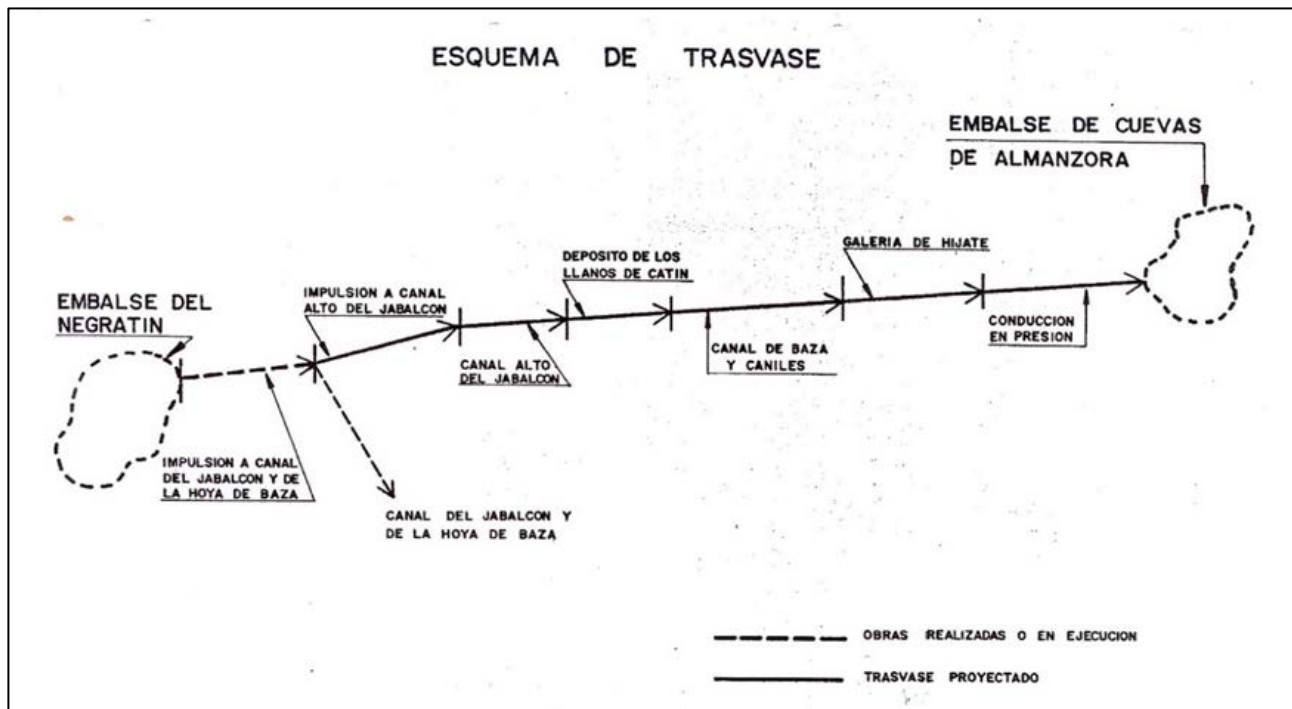 ESQUEMA DE TRASVASE
EMBALSE DE CUEVAS
DE ALMANZORA
GALERIA DE HIJATE
DEPOSITO DE LOS
LLANOS DE CATIN
IMPULSION A CANAL
ALTO DEL JABALCON
EMBALSE DEL
NEGRATIN
CONDUCCION
EN PRESION
CANAL DE BAZA
Y CANILES
CANAL ALTO
DEL JABALCON
IMPULSION A CANAL
DEL JABALCON Y DE
LA HOYA DE BAZA
CANAL DEL JABALCON Y
DE LA HOYA DE BAZA
OBRAS REALIZADAS O EN EJECUCION
TRASVASE PROYECTADO